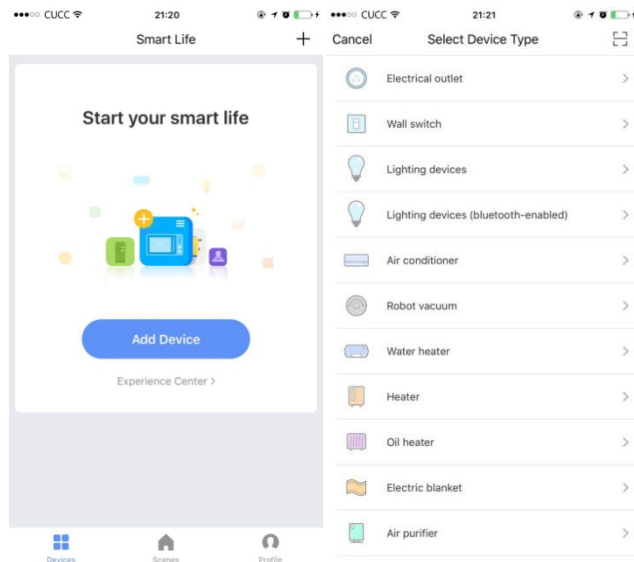 CUCC 21:20
Smart Life +
Start your smart life
Add Device
Experience Center >
Devices Scenes Profile
CUCC 21:21
Cancel Select Device Type
Electrical outlet >
Wall switch >
Lighting devices >
Lighting devices (bluetooth-enabled) >
Air conditioner >
Robot vacuum >
Water heater >
Heater >
Oil heater >
Electric blanket >
Air purifier >